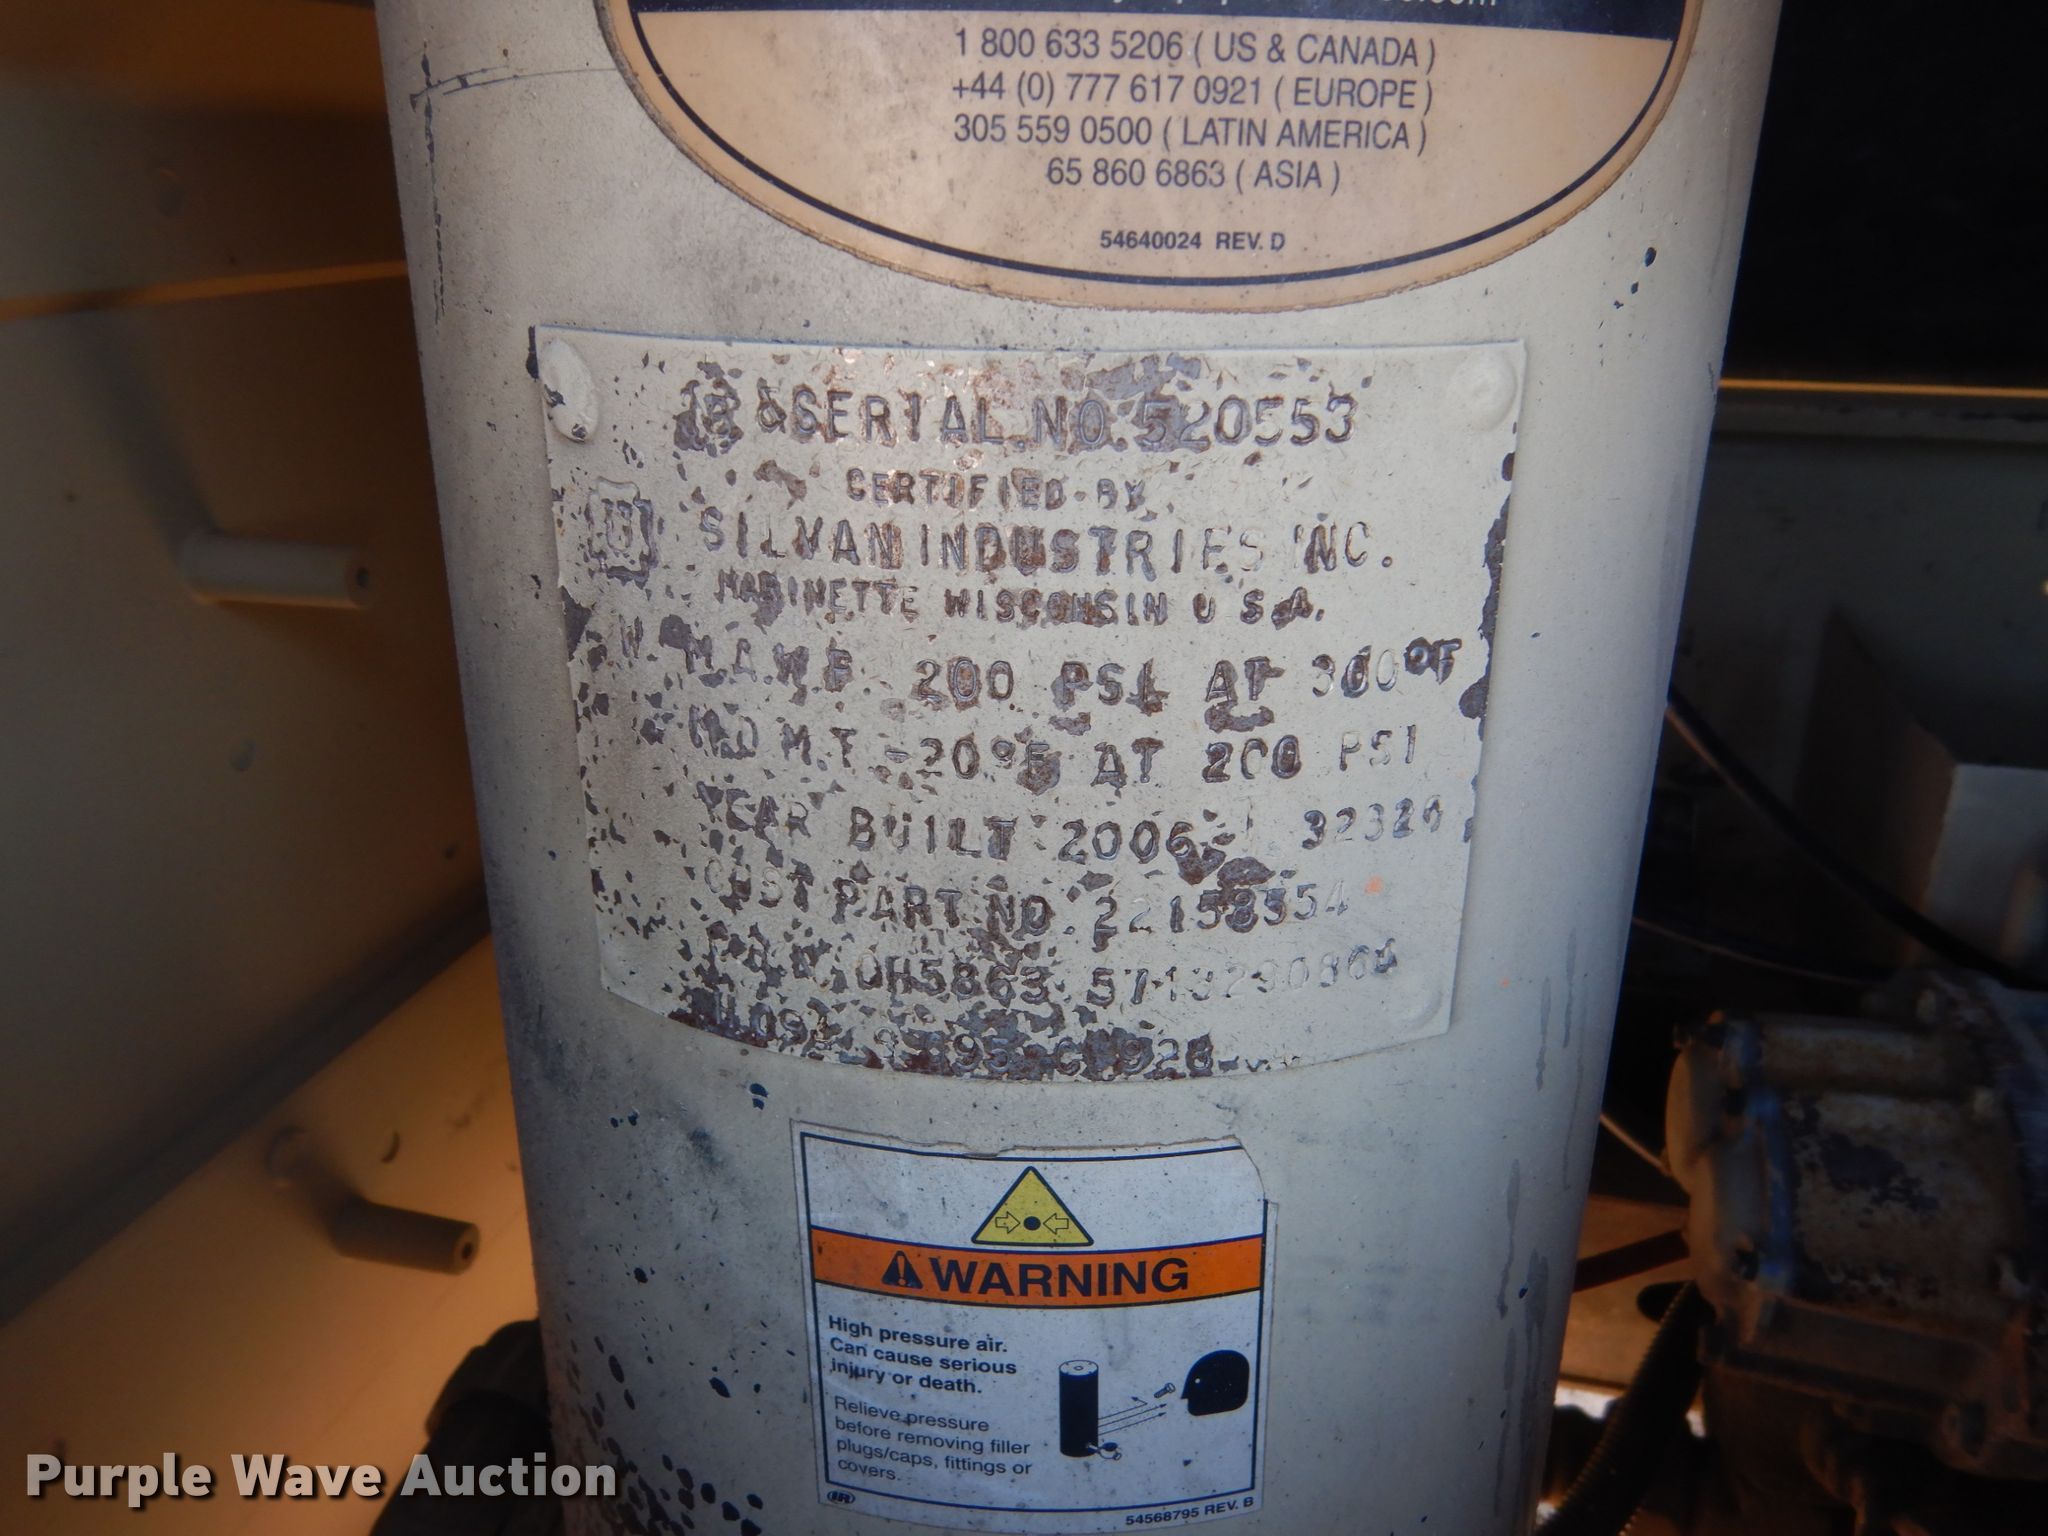 1 800 633 5206 ( US & CANADA )
+44 (0) 777 617 0921 ( EUROPE )
305 559 0500 ( LATIN AMERICA )
65 860 6863 ( ASIA )
54640024 REV. D
B & SERIAL NO. 520553
CERTIFIED BY
U SILVAN INDUSTRIES INC.
MARINETTE WISCONSIN U S.A.
W M.A.W.P. 200 PSI AT 300°F
M D M T -20°F AT 200 PSI
YEAR BUILT 2006
CUST PART NO.
WARNING
High pressure air.
Can cause serious
injury or death.
Relieve pressure
before removing filler
plugs/caps, fittings or
covers.
IR
54568795 REV. B
Purple Wave Auction